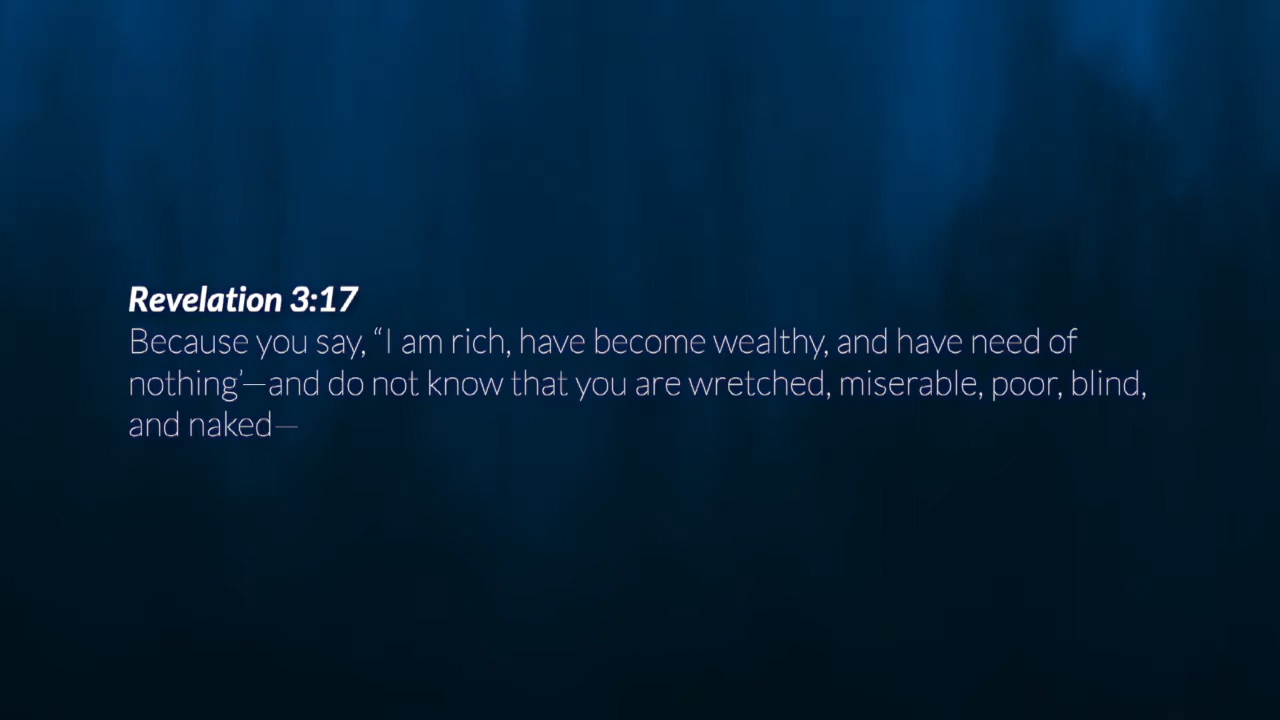 Revelation 3:17
Because you say, “I am rich, have become wealthy, and have need of
nothing’—and do not know that you are wretched, miserable, poor, blind,
and naked—